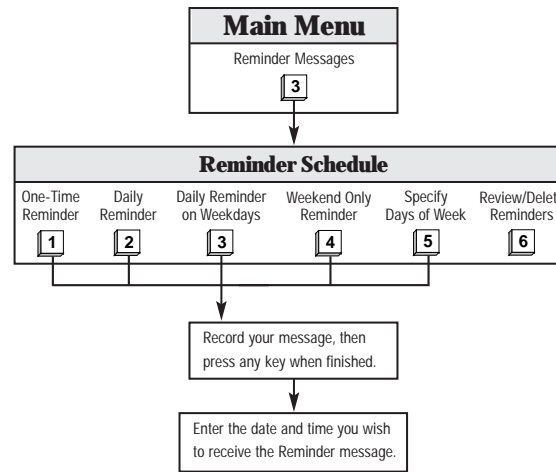 Main Menu
Reminder Messages
3
Reminder Schedule
One-Time Reminder
1
Daily Reminder
2
Daily Reminder on Weekdays
3
Weekend Only Reminder
4
Specify Days of Week
5
Review/Delet Reminders
6
Record your message, then
press any key when finished.
Enter the date and time you wish
to receive the Reminder message.